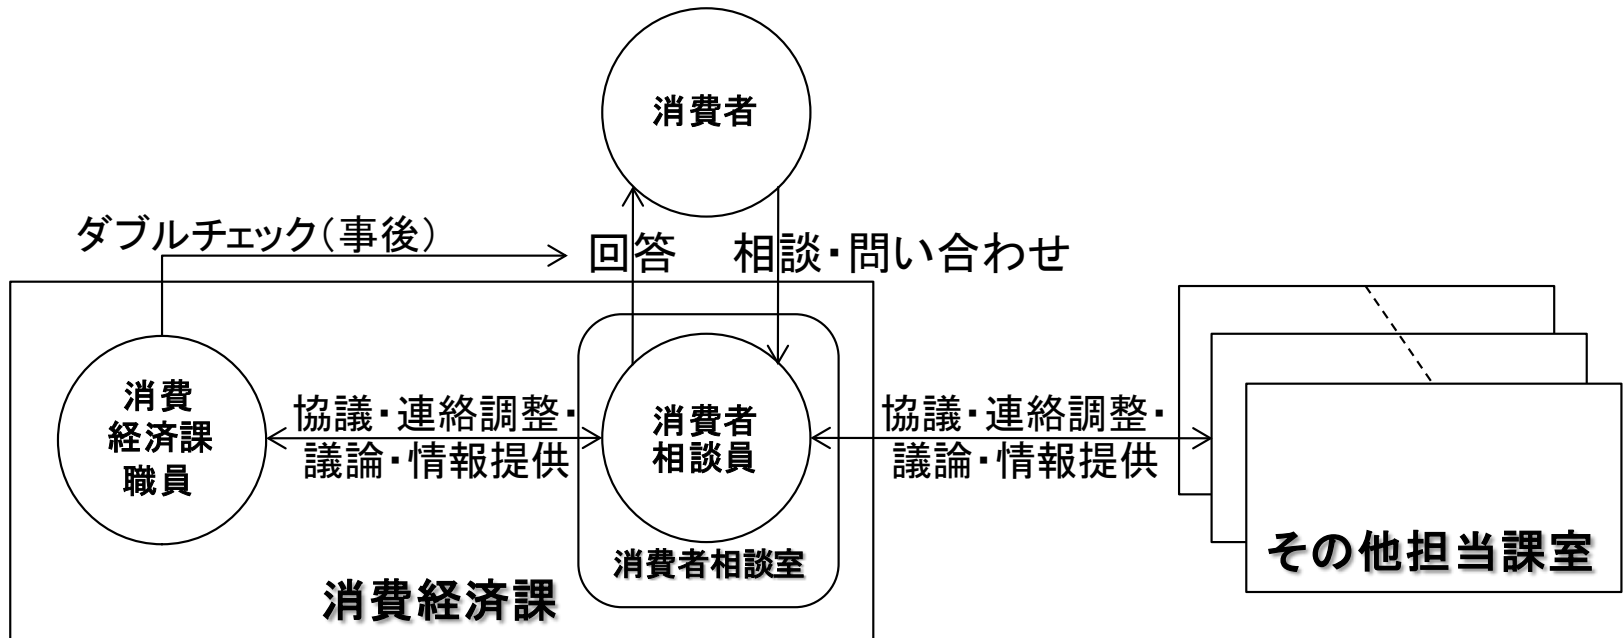 消費者
ダブルチェック（事後）
回答
相談・問い合わせ
消費
経済課
職員
協議・連絡調整・
議論・情報提供
消費者
相談員
協議・連絡調整・
議論・情報提供
消費者相談室
消費経済課
その他担当課室